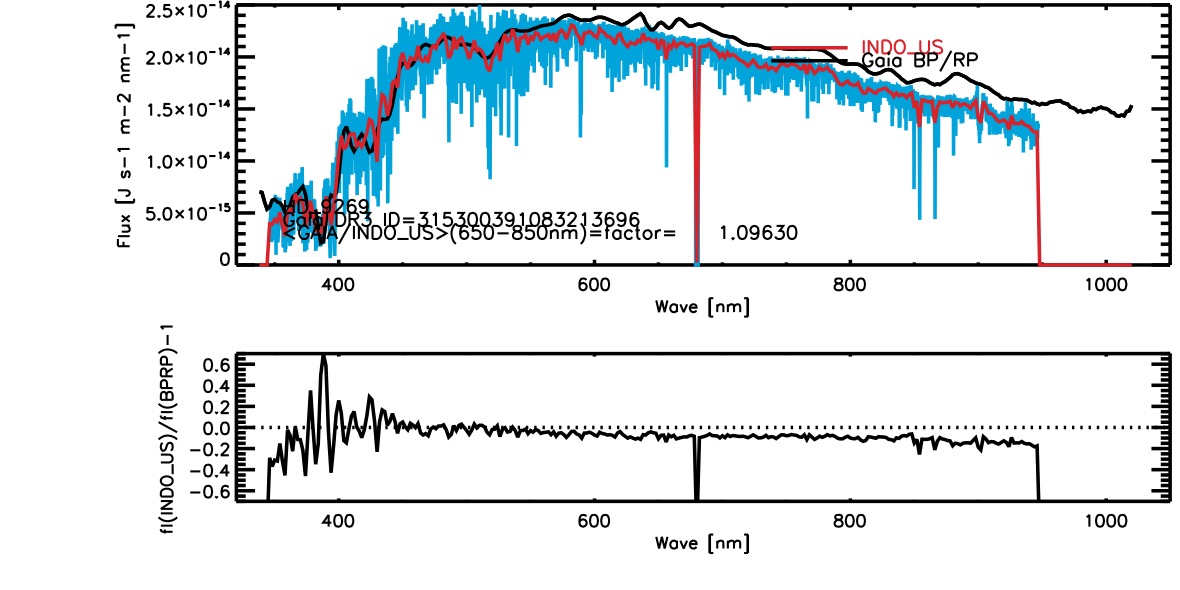 2.5×10⁻¹⁴
2.0×10⁻¹⁴
1.5×10⁻¹⁴
1.0×10⁻¹⁴
5.0×10⁻¹⁵
0
Flux [J s-1 m-2 nm-1]
INDO_US
Gaia BP/RP
HD 9269
Gaia DR3 ID=315300391083213696
<GAIA/INDO_US>(650-850nm)=factor= 1.09630
400 600 800 1000
Wave [nm]
fl(INDO_US)/fl(BPRP)-1
0.6
0.4
0.2
0.0
-0.2
-0.4
-0.6
400 600 800 1000
Wave [nm]